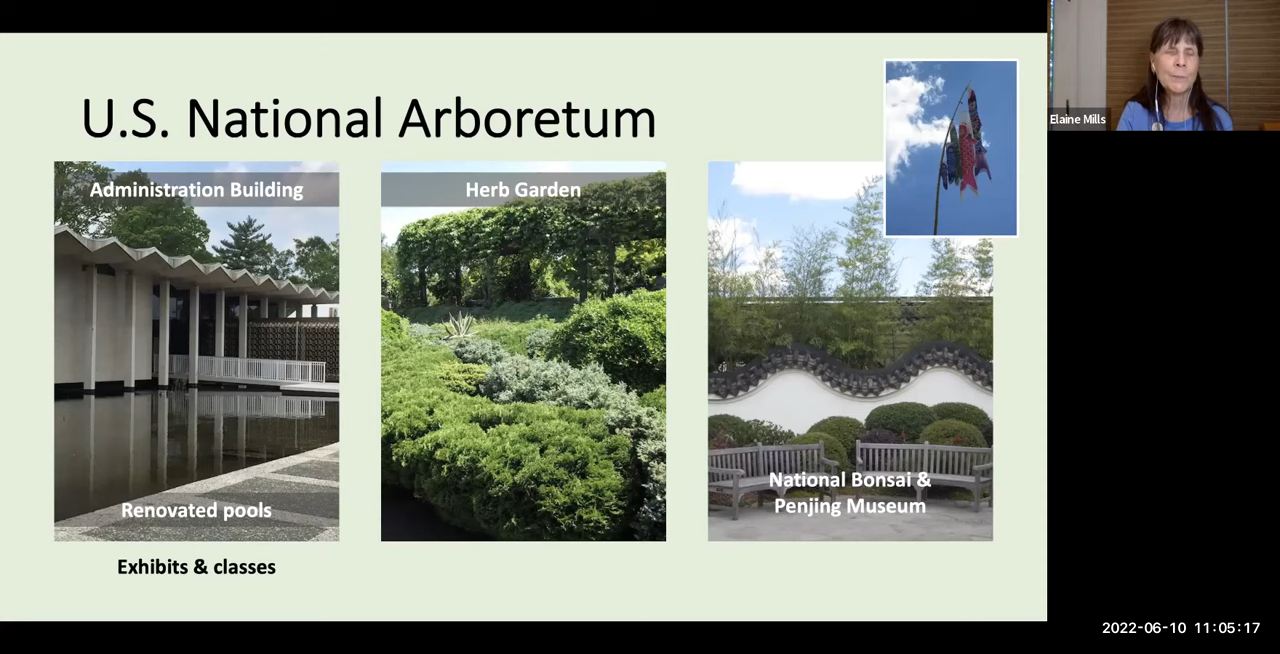 U.S. National Arboretum
Administration Building
Renovated pools
Exhibits & classes
Herb Garden
National Bonsai &
Penjing Museum
Elaine Mills
2022-06-10 11:05:17